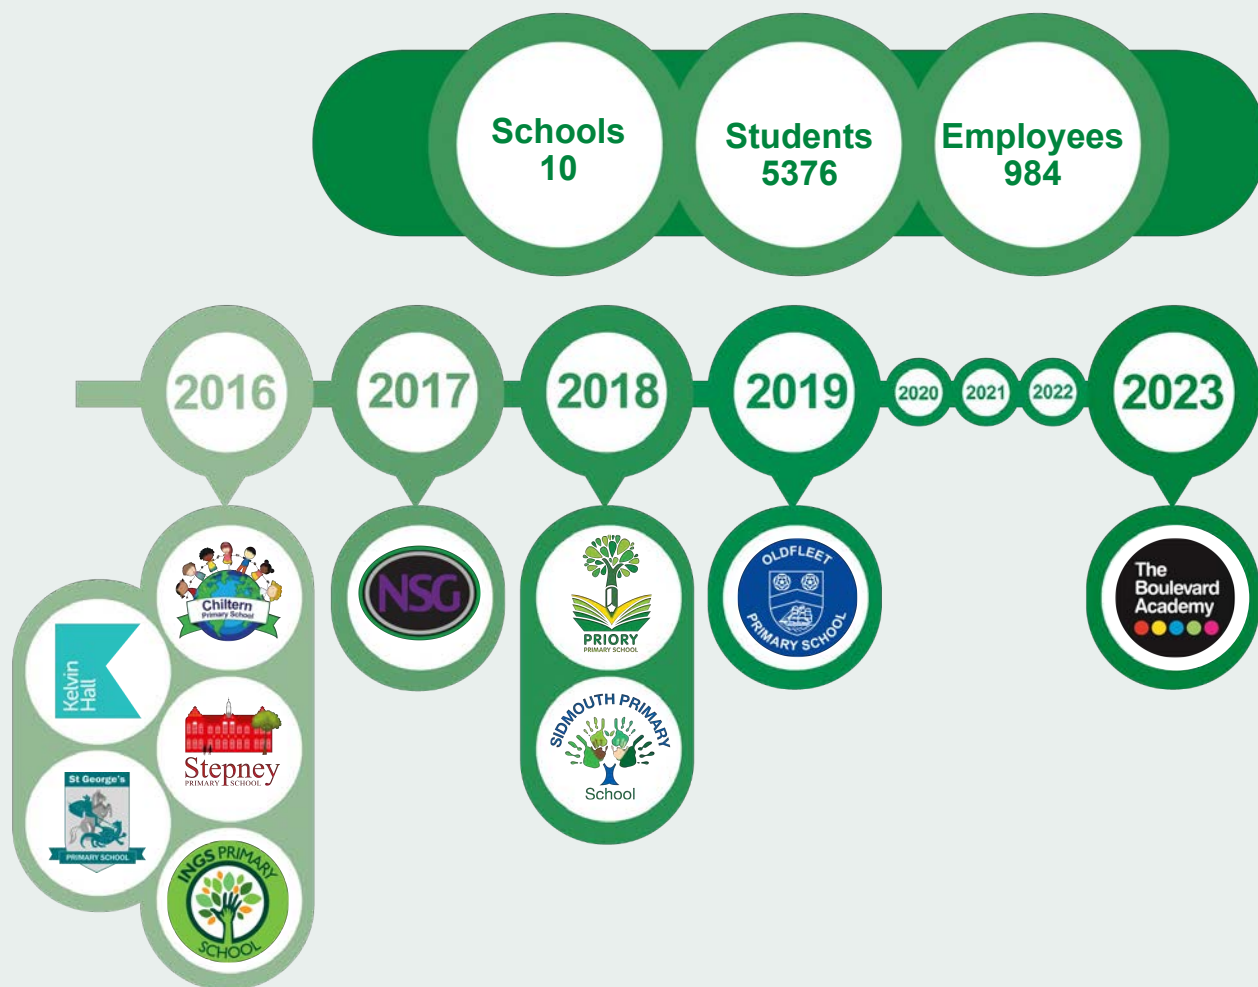 Schools
10
Students
5376
Employees
984
2016
2017
2018
2019
2020
2021
2022
2023
Chiltern
Primary School
Kelvin
Hall
Stepney
PRIMARY SCHOOL
St George's
PRIMARY SCHOOL
INGS PRIMARY
SCHOOL
NSG
PRIORY
PRIMARY SCHOOL
SIDMOUTH PRIMARY
School
OLDFLEET
PRIMARY SCHOOL
The
Boulevard
Academy